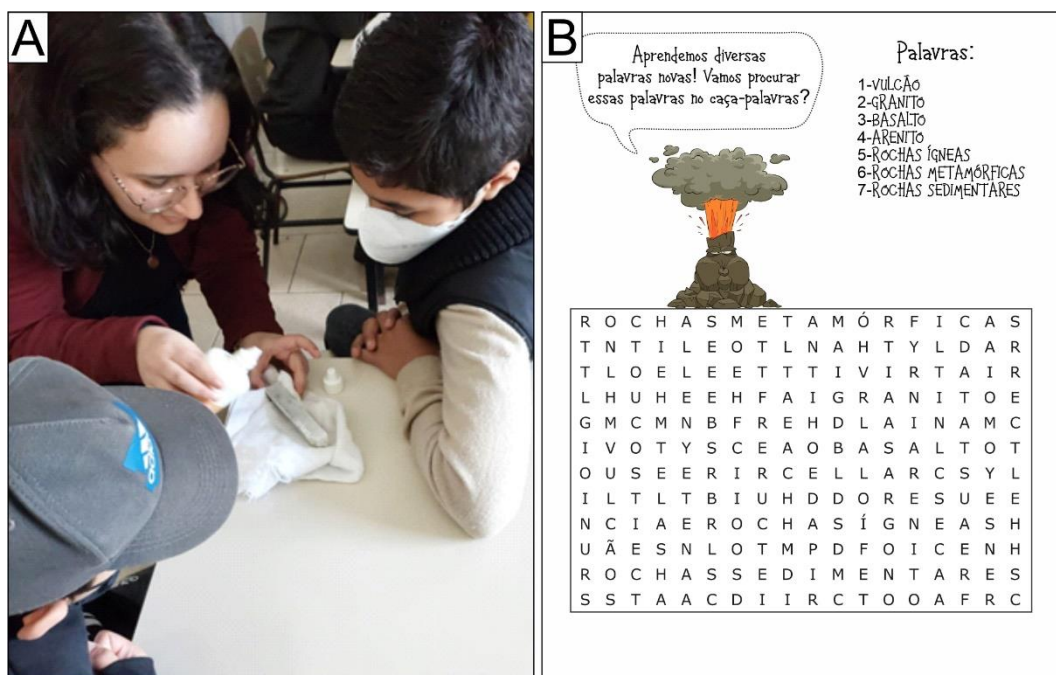 A
B
Aprendemos diversas
palavras novas! Vamos procurar
essas palavras no caça-palavras?
Palavras:
1-VULCÃO
2-GRANITO
3-BASALTO
4-ARENITO
5-ROCHAS ÍGNEAS
6-ROCHAS METAMÓRFICAS
7-ROCHAS SEDIMENTARES
R O C H A S M E T A M Ó R F I C A S
T N T I L E O T L N A H T Y L D A R
T L O E L E E T T T I V I R T A I R
L H U H E E H F A I G R A N I T O E
G M C M N B F R E H D L A I N A M C
I V O T Y S C E A O B A S A L T O T
O U S E E R I R C E L L A R C S Y L
I L T L T B I U H D D O R E S U E E
N C I A E R O C H A S Í G N E A S H
U Ã E S N L O T M P D F O I C E N H
R O C H A S S E D I M E N T A R E S
S S T A A C D I I R C T O O A F R C